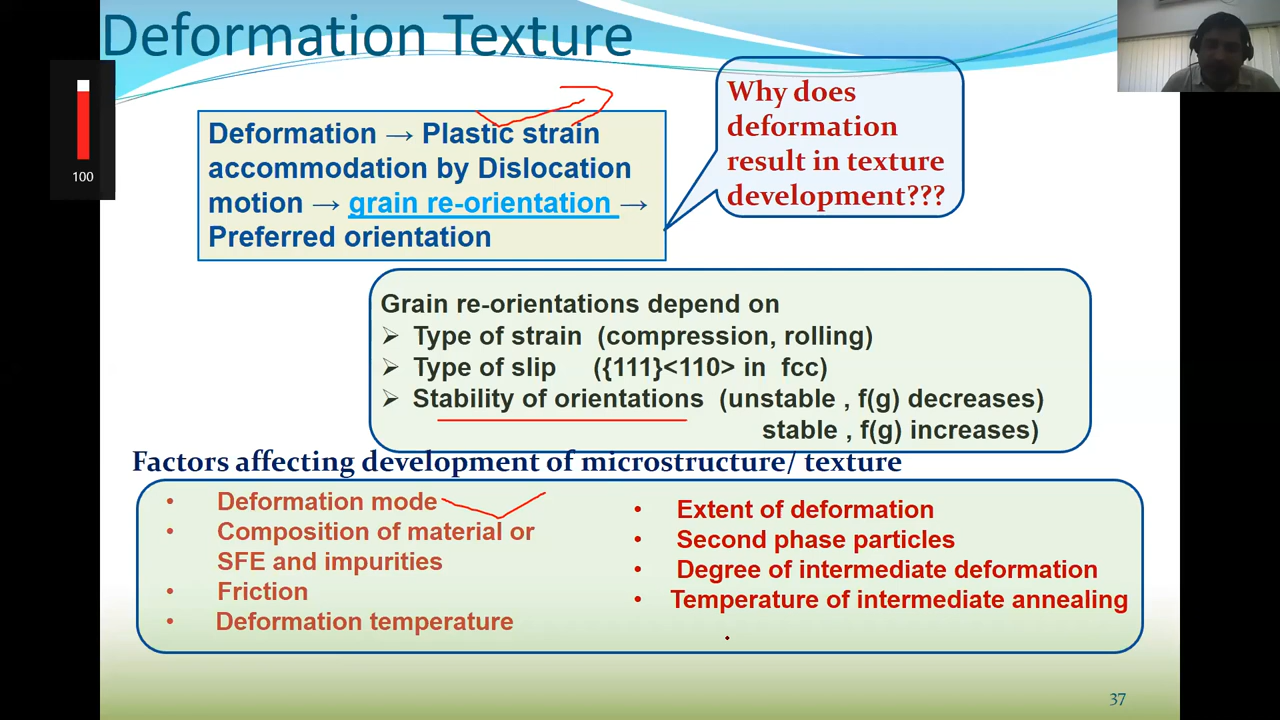 Deformation Texture
100
Deformation → Plastic strain
accommodation by Dislocation
motion → grain re-orientation →
Preferred orientation
Why does
deformation
result in texture
development???
Grain re-orientations depend on
➢ Type of strain (compression, rolling)
➢ Type of slip ({111}<110> in fcc)
➢ Stability of orientations (unstable , f(g) decreases)
stable , f(g) increases)
Factors affecting development of microstructure/ texture
• Deformation mode
• Composition of material or
SFE and impurities
• Friction
• Deformation temperature
• Extent of deformation
• Second phase particles
• Degree of intermediate deformation
• Temperature of intermediate annealing
37